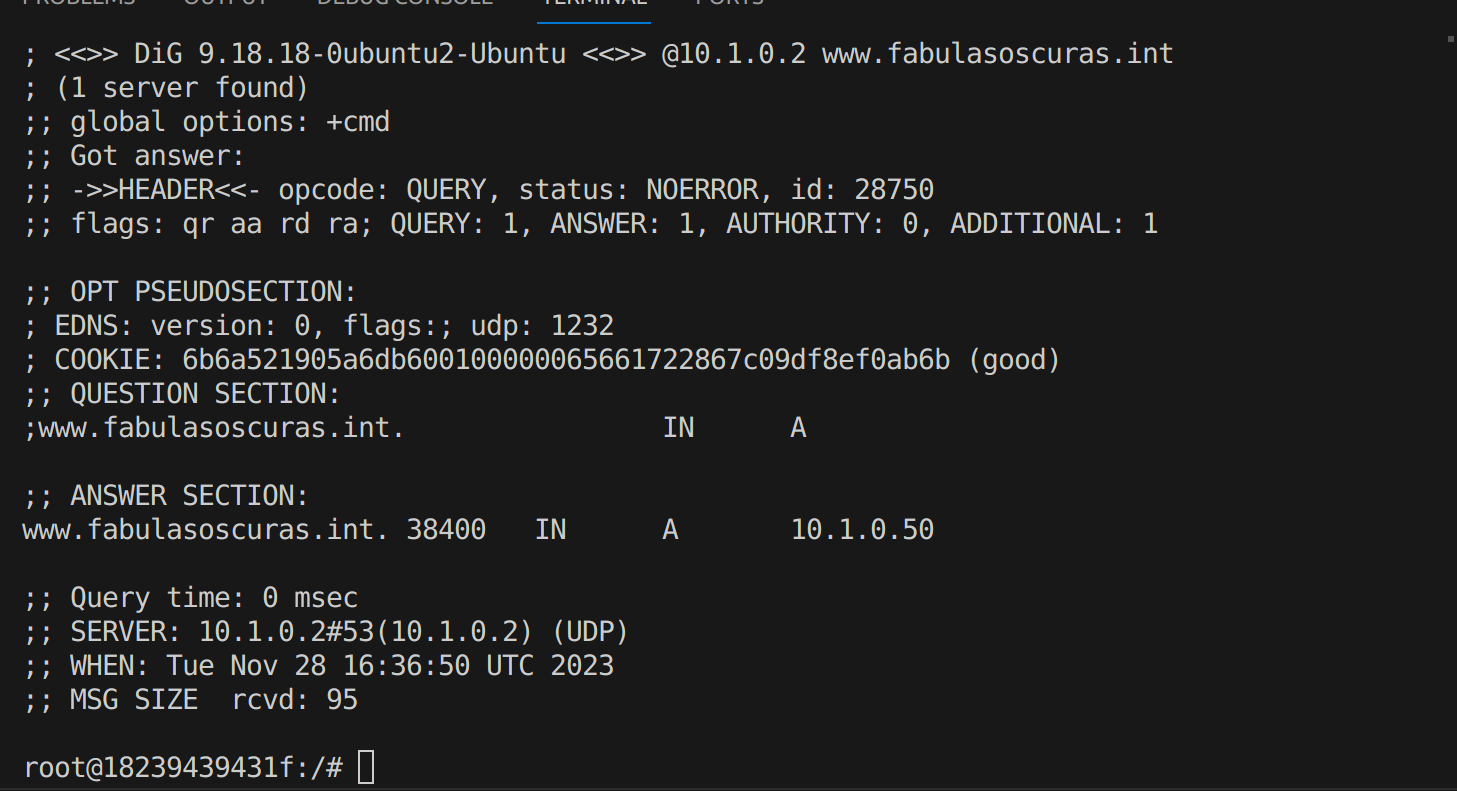 PROBLEMS OUTPUT DEBUG CONSOLE TERMINAL PORTS
; <<>> DiG 9.18.18-0ubuntu2-Ubuntu <<>> @10.1.0.2 www.fabulasoscuras.int
; (1 server found)
;; global options: +cmd
;; Got answer:
;; ->>HEADER<<- opcode: QUERY, status: NOERROR, id: 28750
;; flags: qr aa rd ra; QUERY: 1, ANSWER: 1, AUTHORITY: 0, ADDITIONAL: 1
;; OPT PSEUDOSECTION:
; EDNS: version: 0, flags:; udp: 1232
; COOKIE: 6b6a521905a6db600100000065661722867c09df8ef0ab6b (good)
;; QUESTION SECTION:
;www.fabulasoscuras.int. IN A
;; ANSWER SECTION:
www.fabulasoscuras.int. 38400 IN A 10.1.0.50
;; Query time: 0 msec
;; SERVER: 10.1.0.2#53(10.1.0.2) (UDP)
;; WHEN: Tue Nov 28 16:36:50 UTC 2023
;; MSG SIZE  rcvd: 95
root@18239439431f:/#